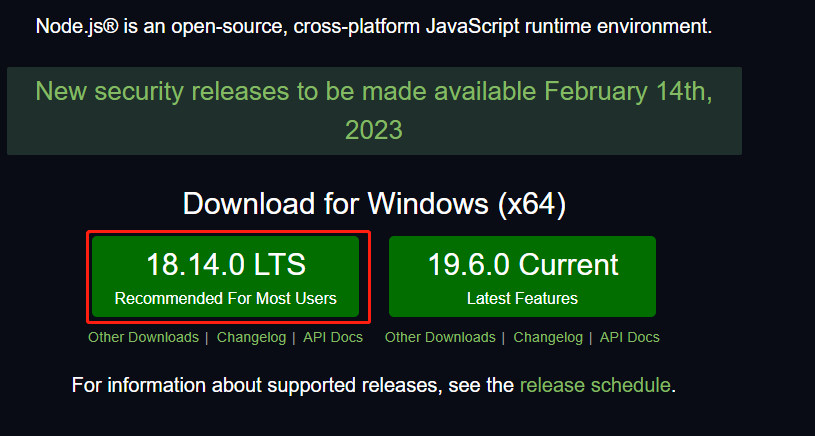 Node.js® is an open-source, cross-platform JavaScript runtime environment.
New security releases to be made available February 14th,
2023
Download for Windows (x64)
18.14.0 LTS
Recommended For Most Users
19.6.0 Current
Latest Features
Other Downloads | Changelog | API Docs
Other Downloads | Changelog | API Docs
For information about supported releases, see the release schedule.